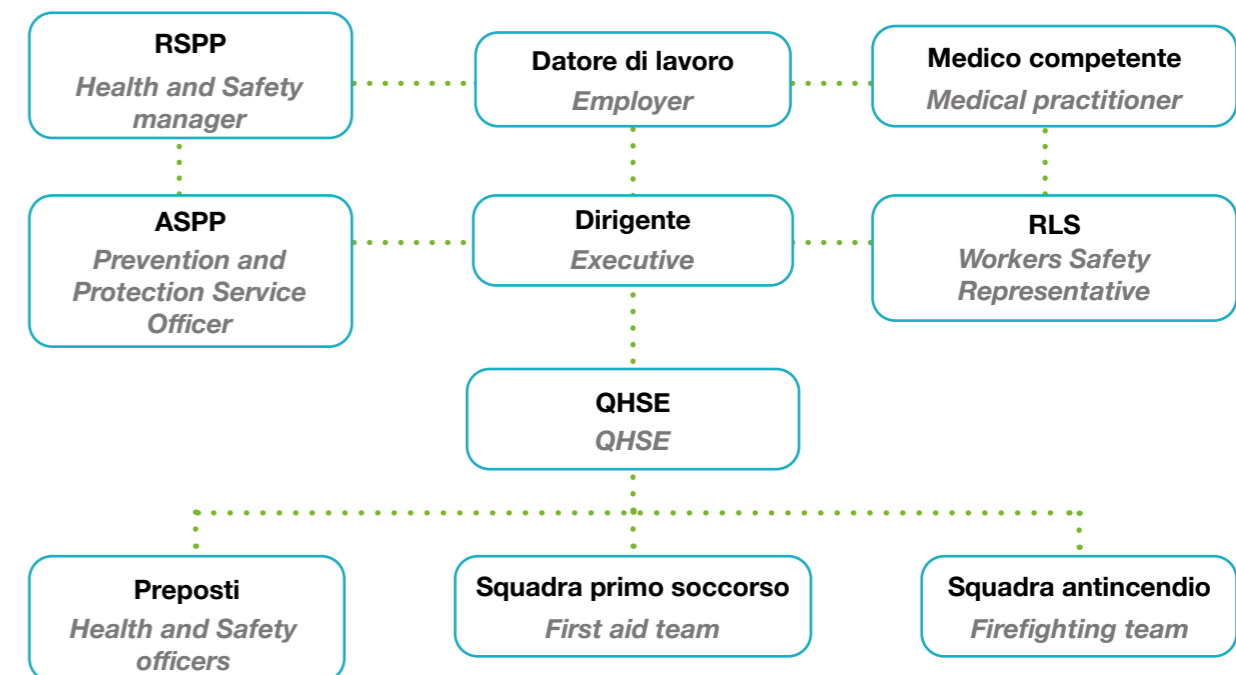 RSPP
Health and Safety
manager
Datore di lavoro
Employer
Medico competente
Medical practitioner
ASPP
Prevention and
Protection Service
Officer
Dirigente
Executive
RLS
Workers Safety
Representative
QHSE
QHSE
Preposti
Health and Safety
officers
Squadra primo soccorso
First aid team
Squadra antincendio
Firefighting team